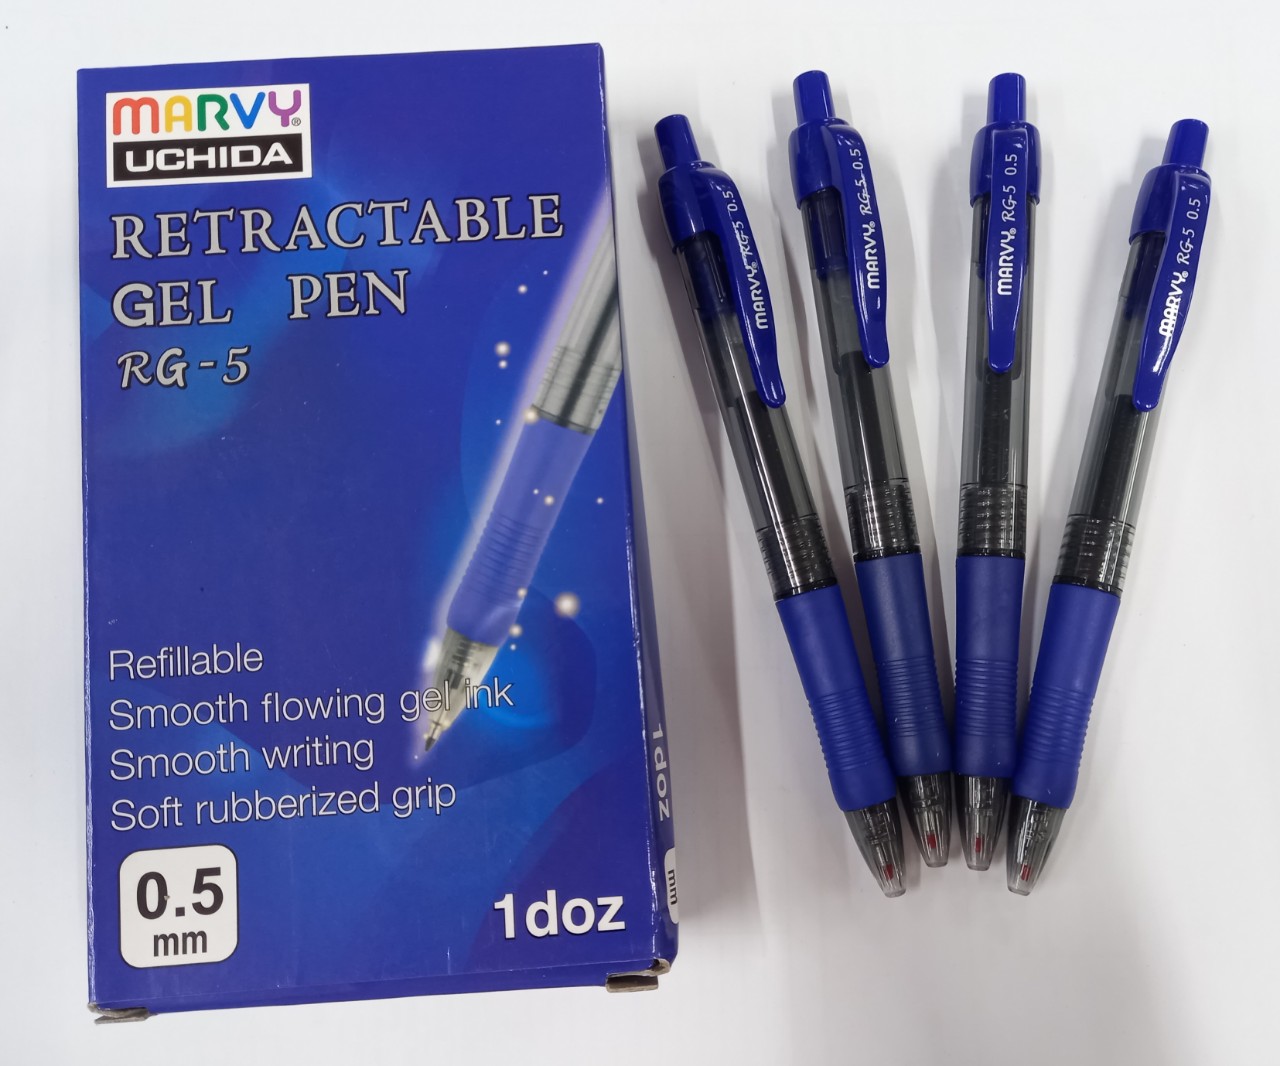 MARVY®
UCHIDA
RETRACTABLE
GEL PEN
RG-5
Refillable
Smooth flowing gel ink
Smooth writing
Soft rubberized grip
0.5
mm
1doz
1doz
mm
MARVY® RG-5 0.5
MARVY® RG-5 0.5
MARVY® RG-5 0.5
MARVY® RG-5 0.5